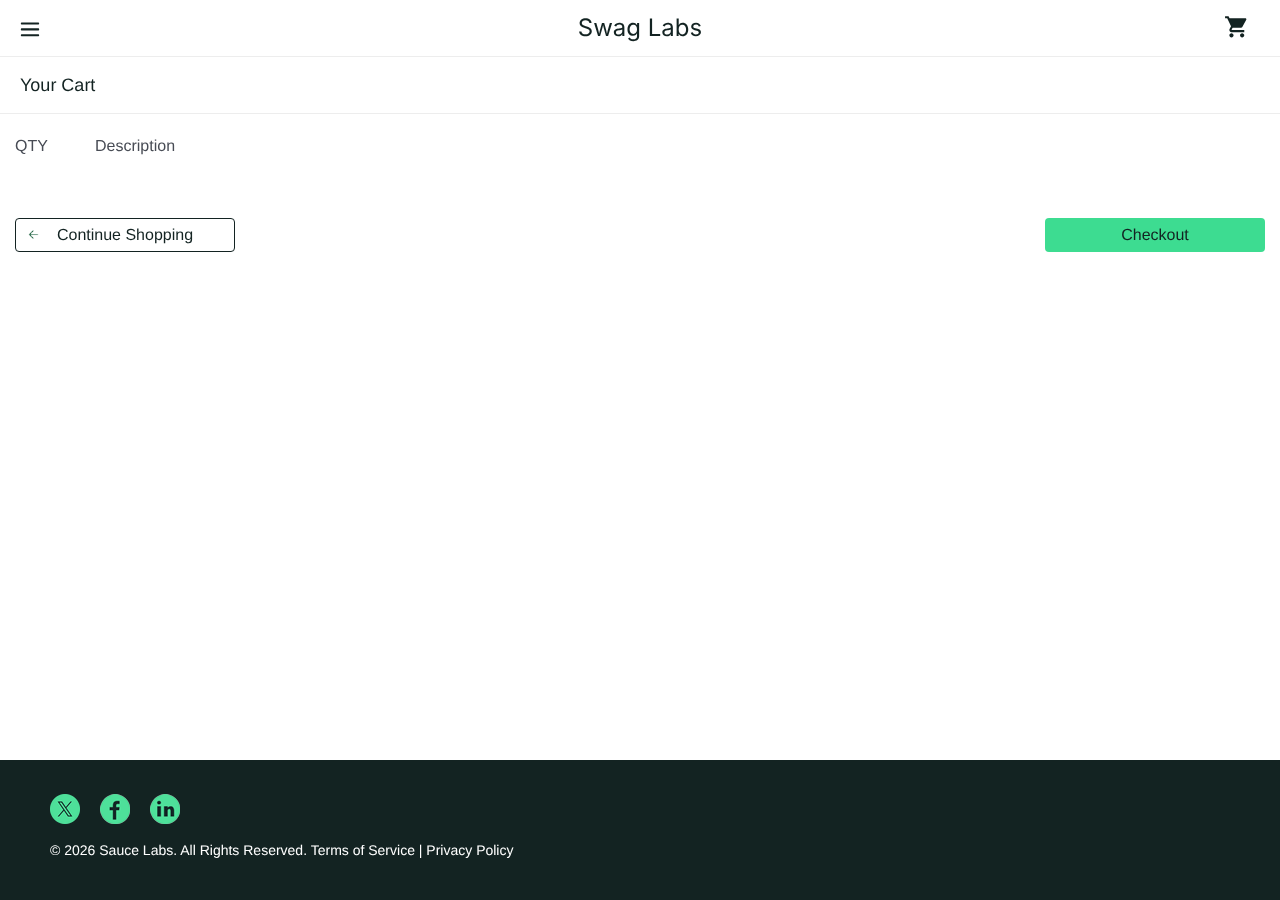 Swag Labs
Your Cart
QTY Description
Continue Shopping Checkout
© 2026 Sauce Labs. All Rights Reserved. Terms of Service | Privacy Policy